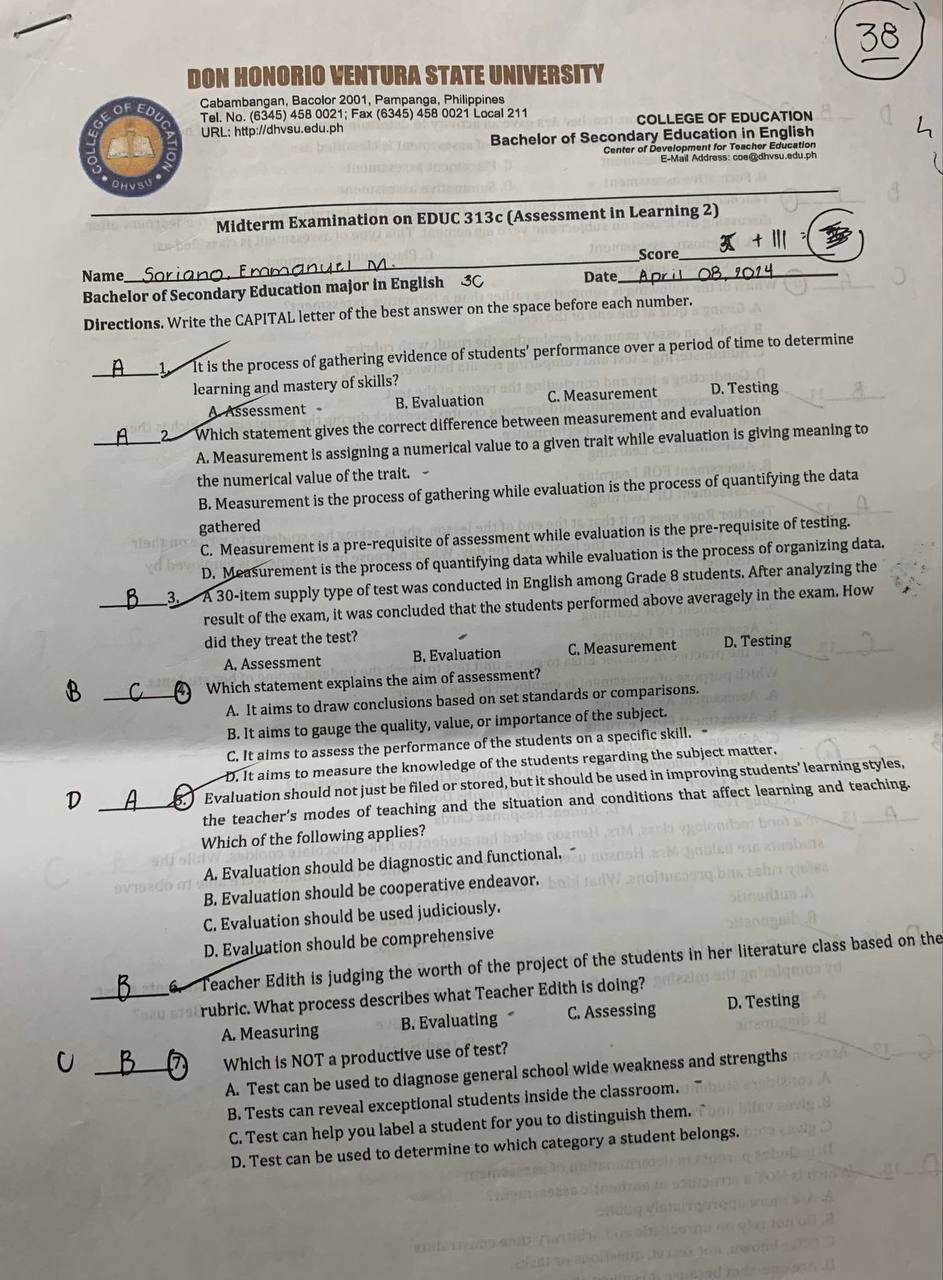 38
DON HONORIO VENTURA STATE UNIVERSITY
Cabambangan, Bacolor 2001, Pampanga, Philippines
Tel. No. (6345) 458 0021; Fax (6345) 458 0021 Local 211
URL: http://dhvsu.edu.ph
COLLEGE OF EDUCATION
DHVSU
COLLEGE OF EDUCATION
Bachelor of Secondary Education in English
Center of Development for Teacher Education
E-Mail Address: coe@dhvsu.edu.ph
Midterm Examination on EDUC 313c (Assessment in Learning 2)
Name Soriano, Emmanuel M.
Score + III
Bachelor of Secondary Education major in English 3C
Date April 08, 2024
Directions. Write the CAPITAL letter of the best answer on the space before each number.
A 1. It is the process of gathering evidence of students' performance over a period of time to determine
learning and mastery of skills?
A. Assessment B. Evaluation C. Measurement D. Testing
A 2 Which statement gives the correct difference between measurement and evaluation
A. Measurement is assigning a numerical value to a given trait while evaluation is giving meaning to
the numerical value of the trait.
B. Measurement is the process of gathering while evaluation is the process of quantifying the data
gathered
C. Measurement is a pre-requisite of assessment while evaluation is the pre-requisite of testing.
D. Measurement is the process of quantifying data while evaluation is the process of organizing data.
B 3. A 30-item supply type of test was conducted in English among Grade 8 students. After analyzing the
result of the exam, it was concluded that the students performed above averagely in the exam. How
did they treat the test?
A. Assessment B. Evaluation C. Measurement D. Testing
B C 4. Which statement explains the aim of assessment?
A. It aims to draw conclusions based on set standards or comparisons.
B. It aims to gauge the quality, value, or importance of the subject.
C. It aims to assess the performance of the students on a specific skill.
D. It aims to measure the knowledge of the students regarding the subject matter.
D A 5. Evaluation should not just be filed or stored, but it should be used in improving students' learning styles,
the teacher's modes of teaching and the situation and conditions that affect learning and teaching.
Which of the following applies?
A. Evaluation should be diagnostic and functional.
B. Evaluation should be cooperative endeavor.
C. Evaluation should be used judiciously.
D. Evaluation should be comprehensive
B 6. Teacher Edith is judging the worth of the project of the students in her literature class based on the
rubric. What process describes what Teacher Edith is doing?
A. Measuring B. Evaluating C. Assessing D. Testing
C B 7. Which is NOT a productive use of test?
A. Test can be used to diagnose general school wide weakness and strengths
B. Tests can reveal exceptional students inside the classroom.
C. Test can help you label a student for you to distinguish them.
D. Test can be used to determine to which category a student belongs.